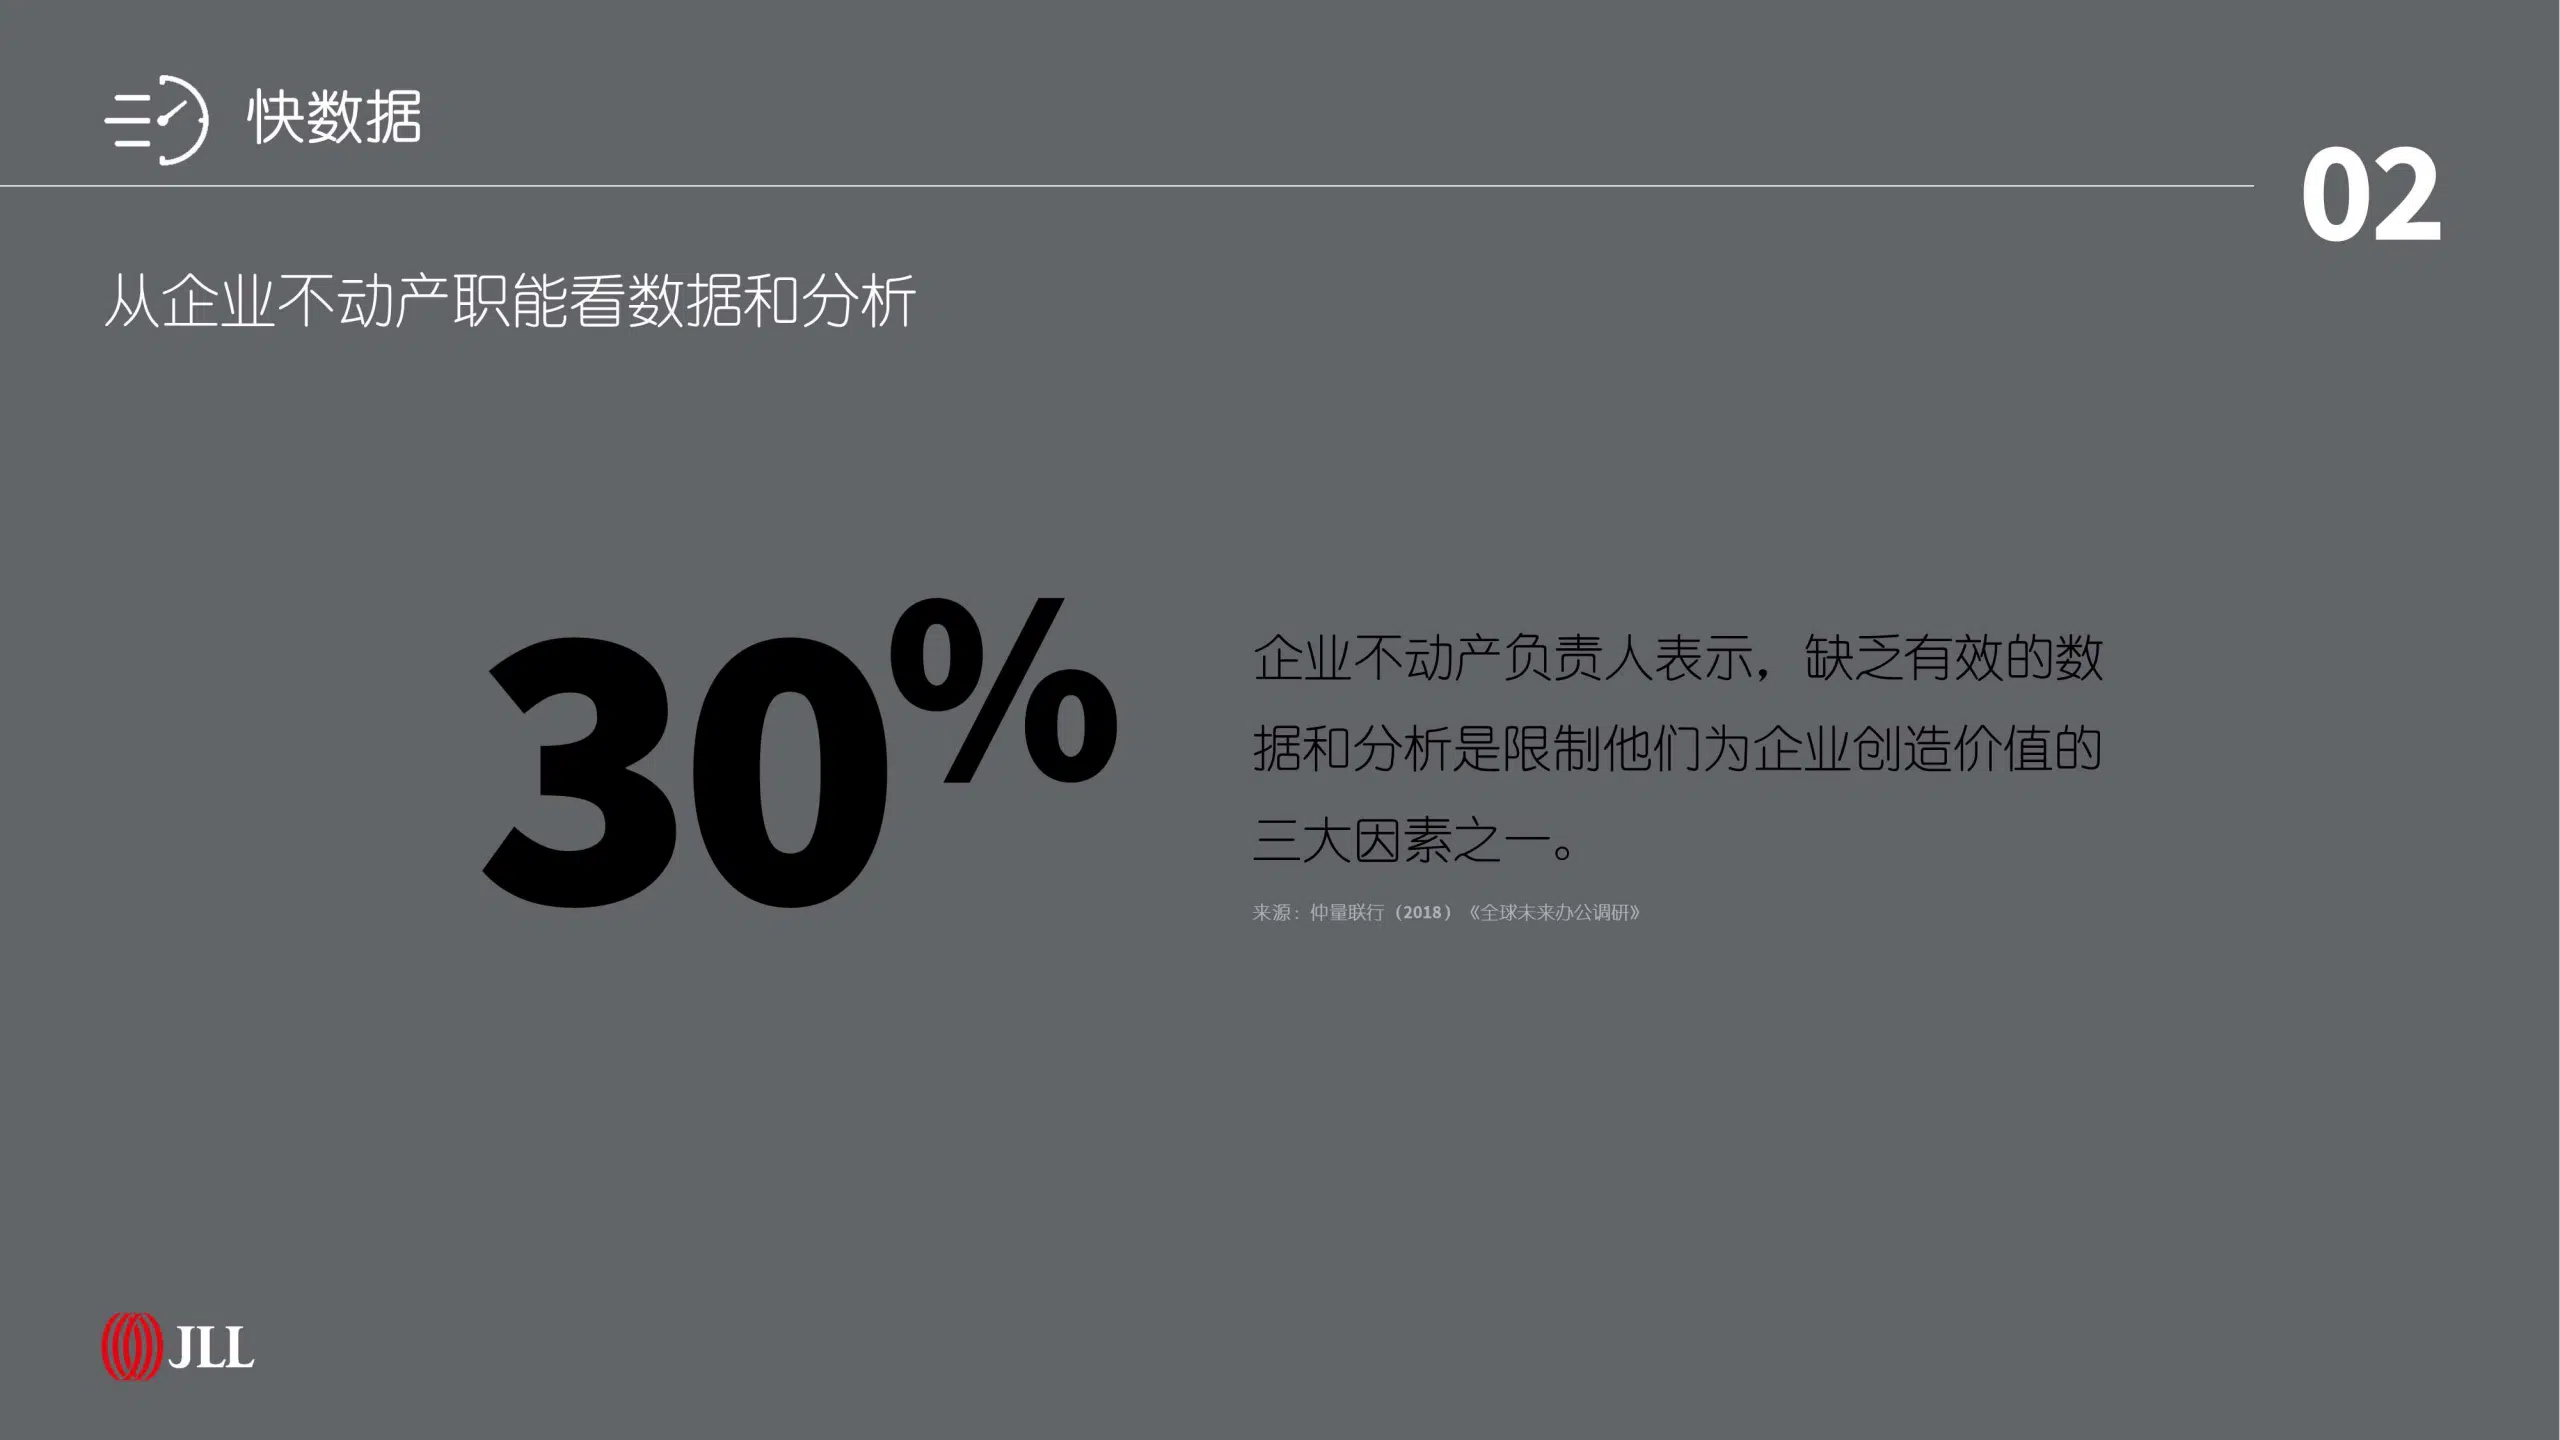 快数据
02
从企业不动产职能看数据和分析
30%
企业不动产负责人表示，缺乏有效的数
据和分析是限制他们为企业创造价值的
三大因素之一。
来源：仲量联行（2018）《全球未来办公调研》
JLL